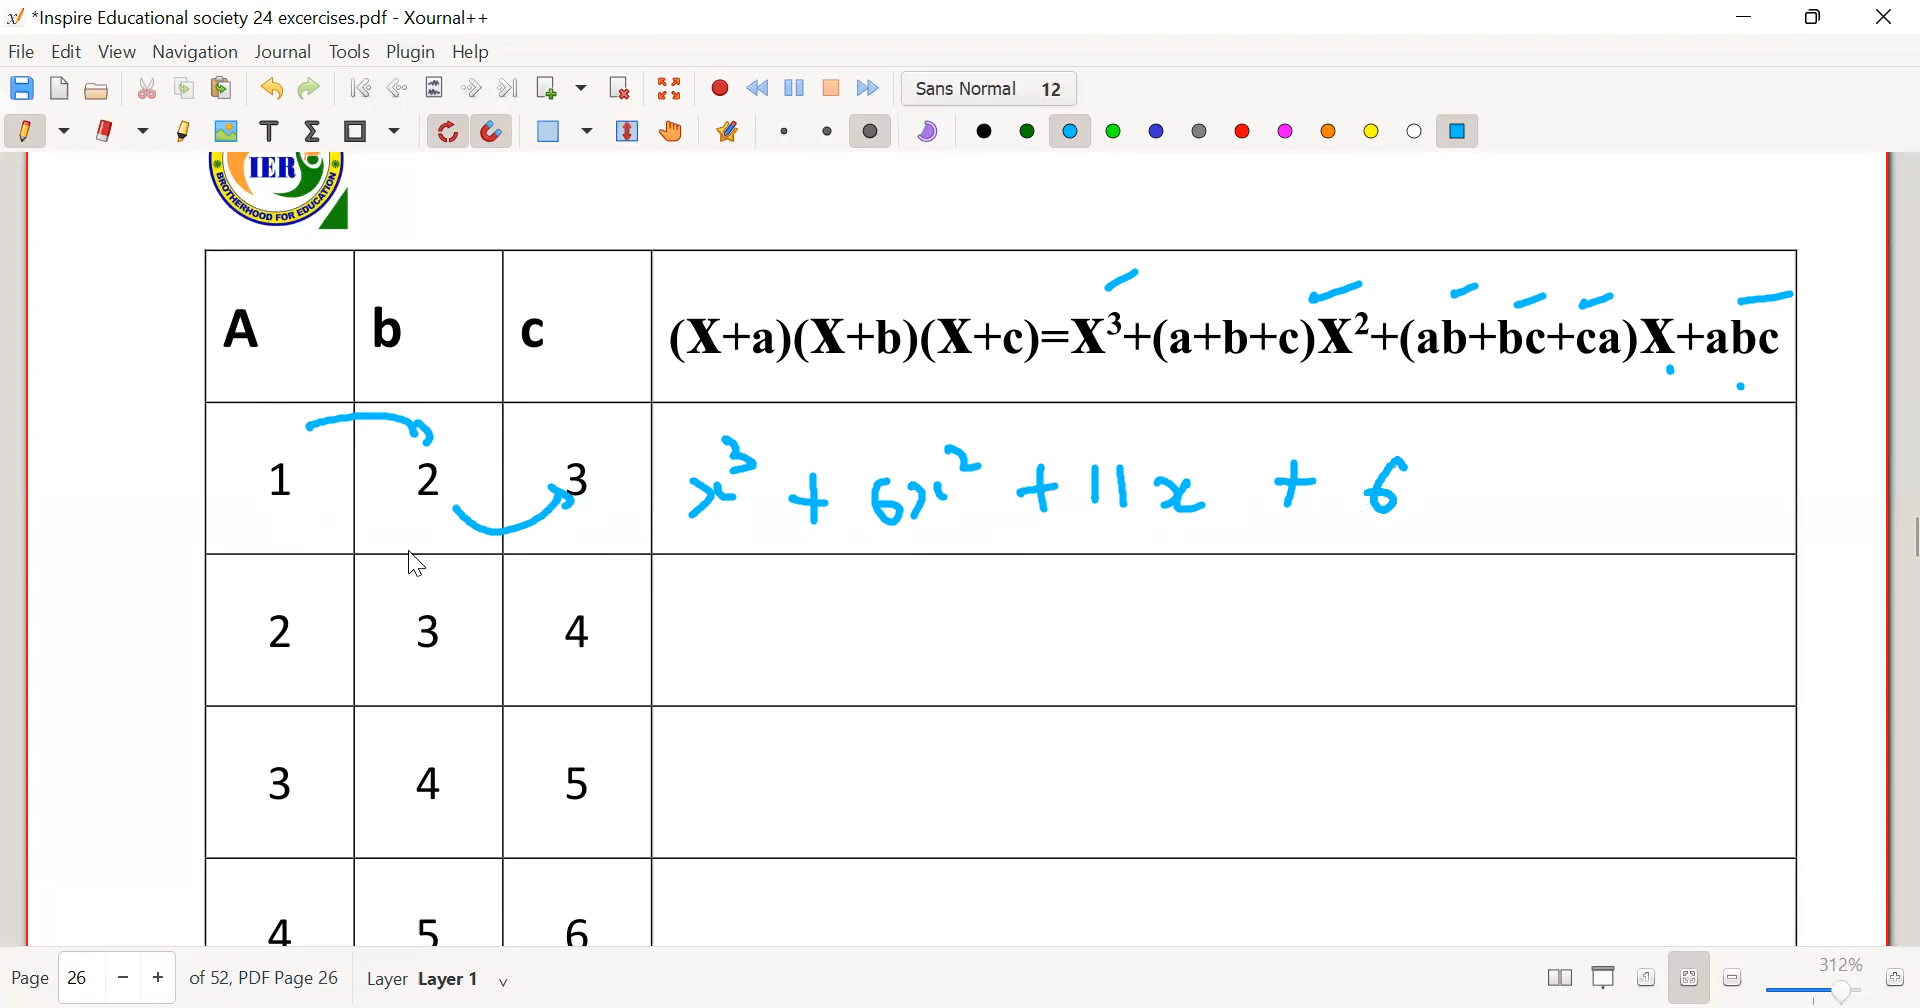 *Inspire Educational society 24 excercises.pdf - Xournal++
File Edit View Navigation Journal Tools Plugin Help
Sans Normal 12
IER
BROTHERHOOD FOR EDUCATION
A b c (X+a)(X+b)(X+c)=X³+(a+b+c)X²+(ab+bc+ca)X+abc
1 2 3 x³ + 6x² + 11x + 6
2 3 4
3 4 5
4 5 6
Page 26 − + of 52, PDF Page 26 Layer Layer 1 312%